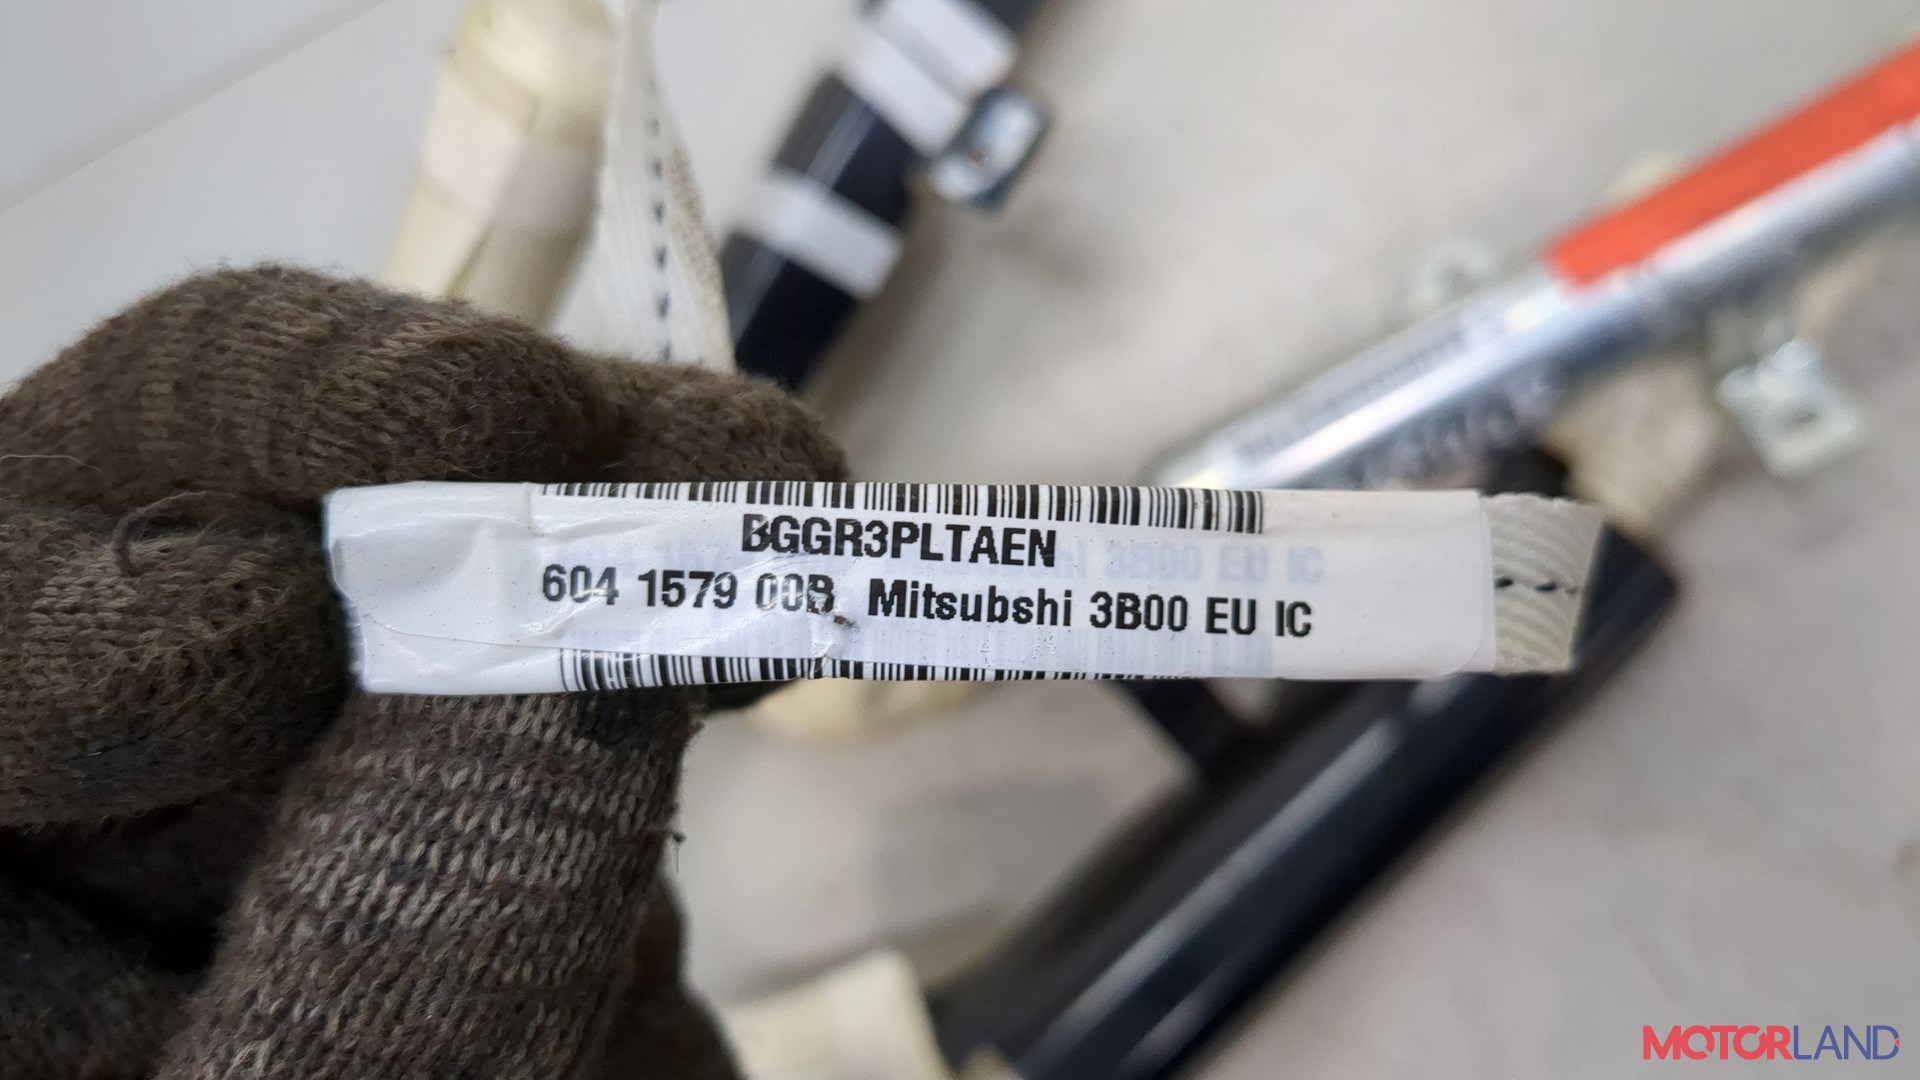 BGGR3PLTAEN
604 1579 00B Mitsubshi 3B00 EU IC
MOTORLAND